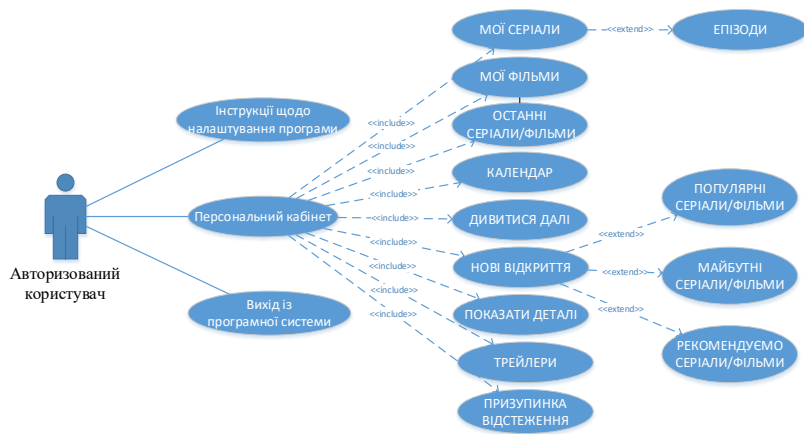 Авторизований
користувач
Інструкції щодо
налаштування програми
Персональний кабінет
Вихід із
програмної системи
<<include>>
<<include>>
<<include>>
<<include>>
<<include>>
<<include>>
<<include>>
<<include>>
<<include>>
МОЇ СЕРІАЛИ
МОЇ ФІЛЬМИ
ОСТАННІ
СЕРІАЛИ/ФІЛЬМИ
КАЛЕНДАР
ДИВИТИСЯ ДАЛІ
НОВІ ВІДКРИТТЯ
ПОКАЗАТИ ДЕТАЛІ
ТРЕЙЛЕРИ
ПРИЗУПИНКА
ВІДСТЕЖЕННЯ
<<extend>>
<<extend>>
<<extend>>
<<extend>>
ЕПІЗОДИ
ПОПУЛЯРНІ
СЕРІАЛИ/ФІЛЬМИ
МАЙБУТНІ
СЕРІАЛИ/ФІЛЬМИ
РЕКОМЕНДУЄМО
СЕРІАЛИ/ФІЛЬМИ